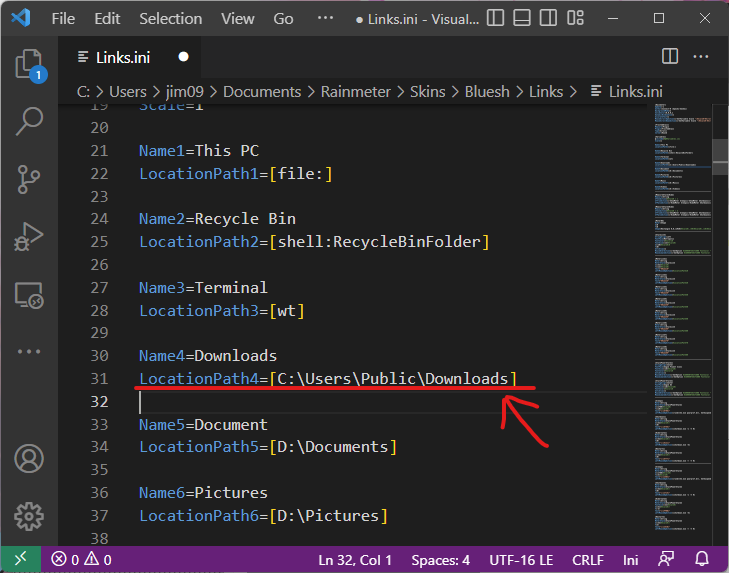 File Edit Selection View Go ··· ● Links.ini - Visual...
Links.ini ●
1
C: > Users > jim09 > Documents > Rainmeter > Skins > Bluesh > Links > Links.ini
19 Scale=1
20
21 Name1=This PC
22 LocationPath1=[file:]
23
24 Name2=Recycle Bin
25 LocationPath2=[shell:RecycleBinFolder]
26
27 Name3=Terminal
28 LocationPath3=[wt]
29
30 Name4=Downloads
31 LocationPath4=[C:\Users\Public\Downloads]
32
33 Name5=Document
34 LocationPath5=[D:\Documents]
35
36 Name6=Pictures
37 LocationPath6=[D:\Pictures]
38
0 0 Ln 32, Col 1 Spaces: 4 UTF-16 LE CRLF Ini